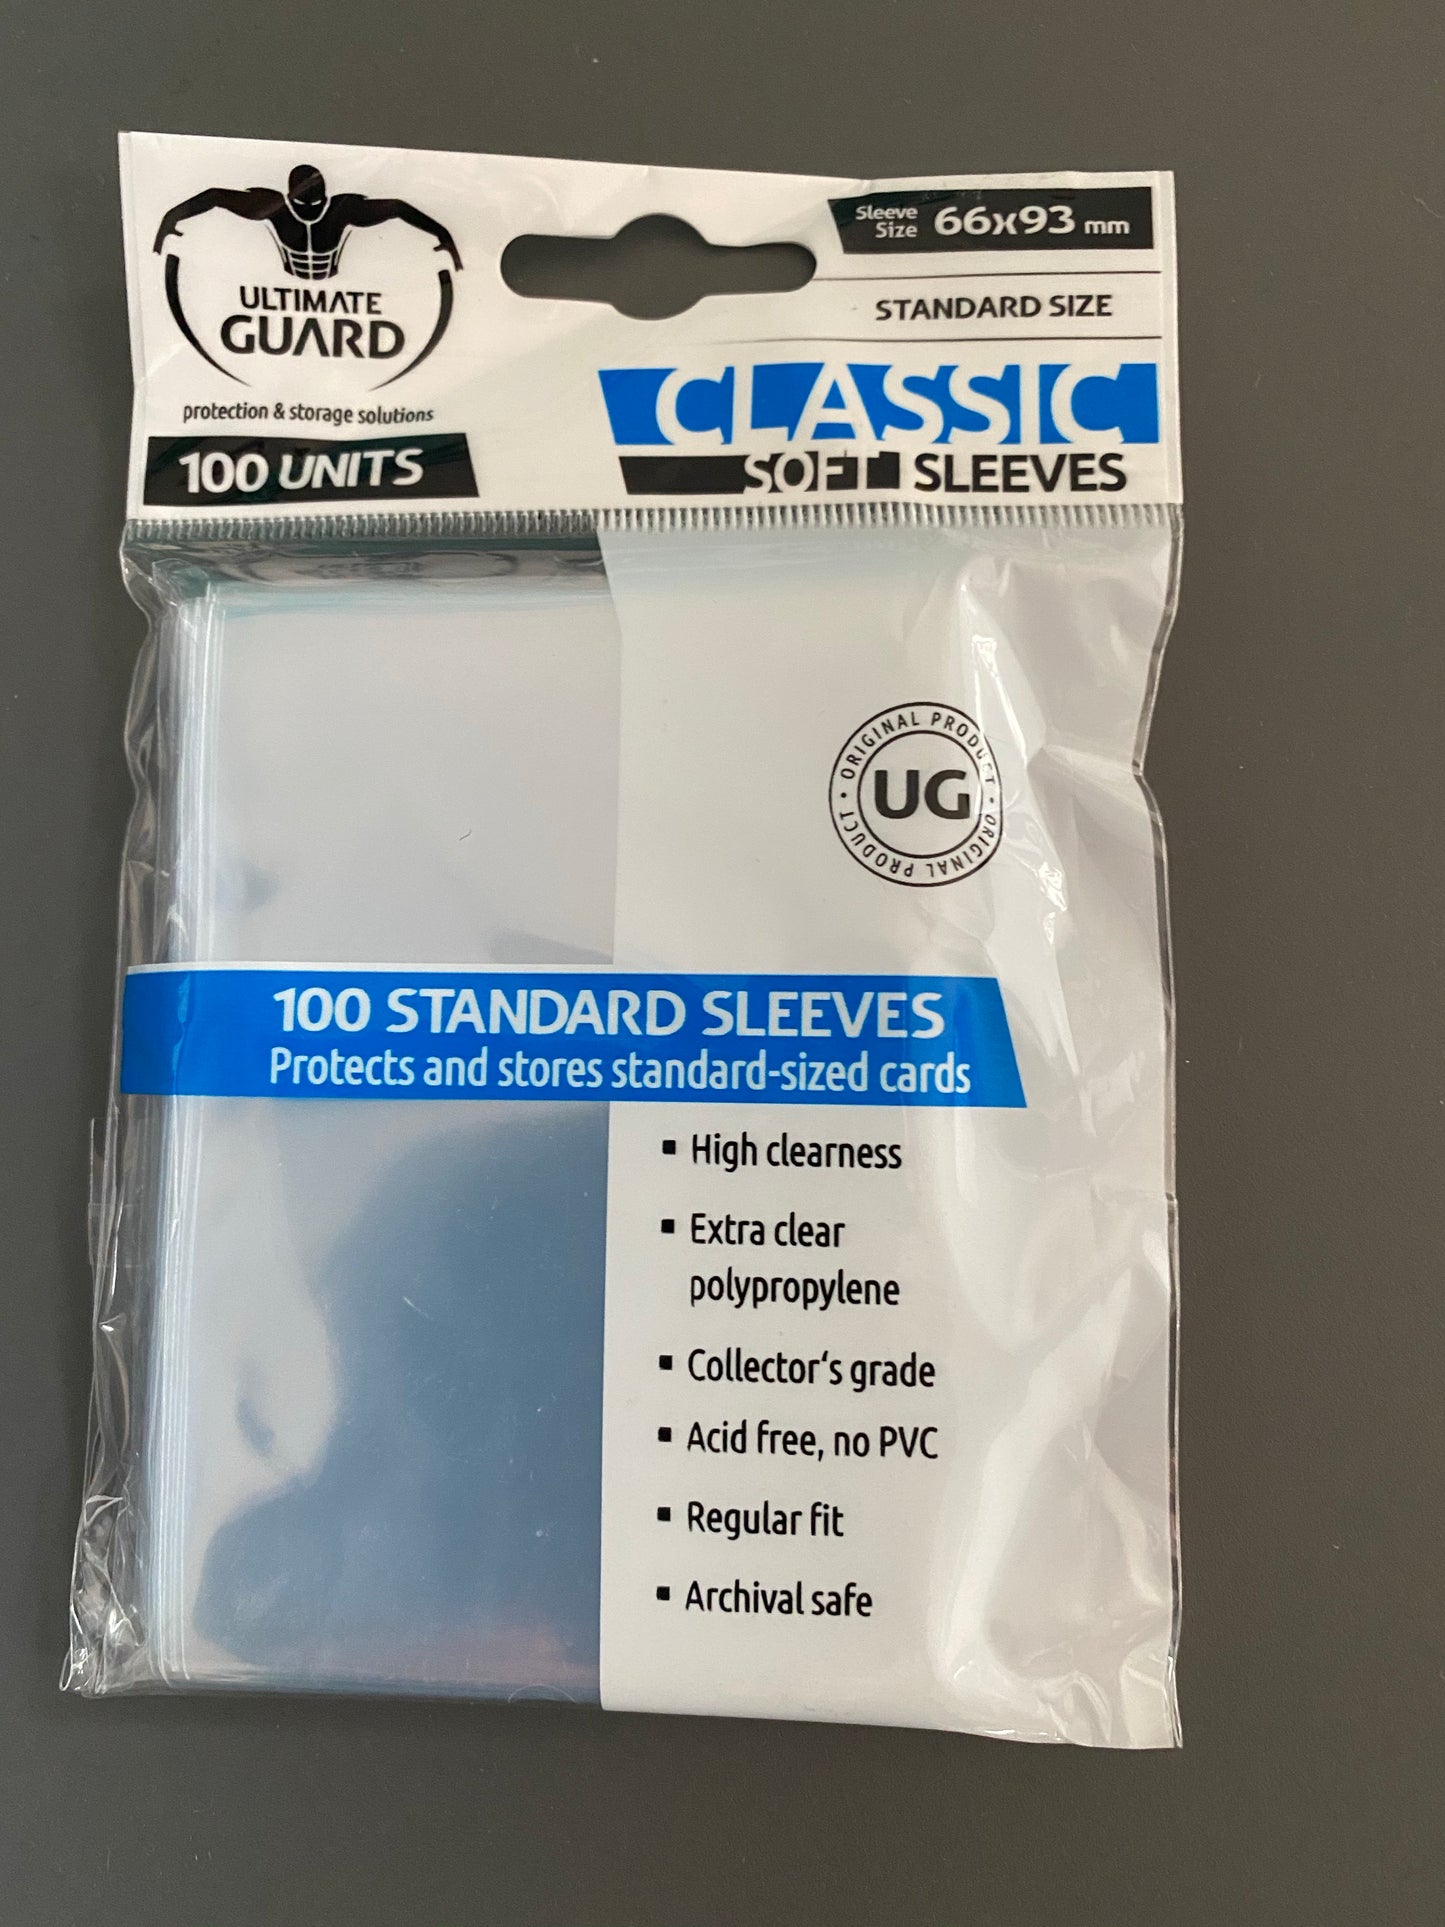 ULTIMATE
GUARD
protection & storage solutions
100 UNITS
Sleeve
Size 66x93 mm
STANDARD SIZE
CLASSIC
SOFT SLEEVES
ORIGINAL PRODUCT • ORIGINAL PRODUCT •
UG
100 STANDARD SLEEVES
Protects and stores standard-sized cards
▪ High clearness
▪ Extra clear
polypropylene
▪ Collector‘s grade
▪ Acid free, no PVC
▪ Regular fit
▪ Archival safe